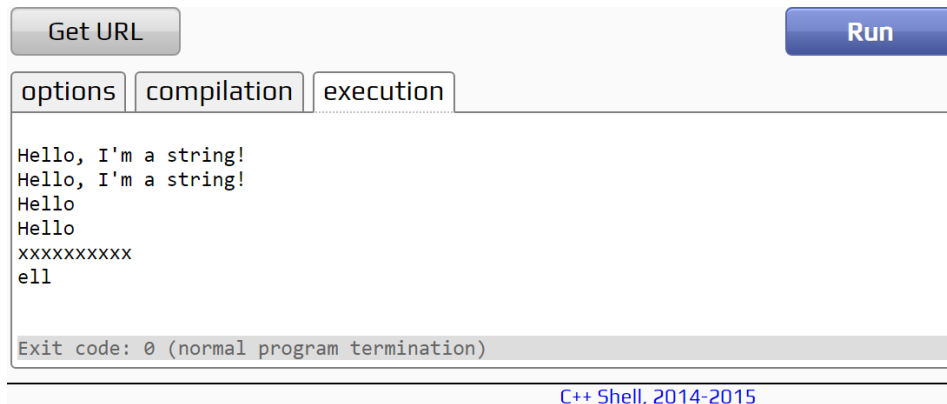 Get URL
Run
options compilation execution
Hello, I'm a string!
Hello, I'm a string!
Hello
Hello
xxxxxxxxxx
ell
Exit code: 0 (normal program termination)
C++ Shell, 2014-2015